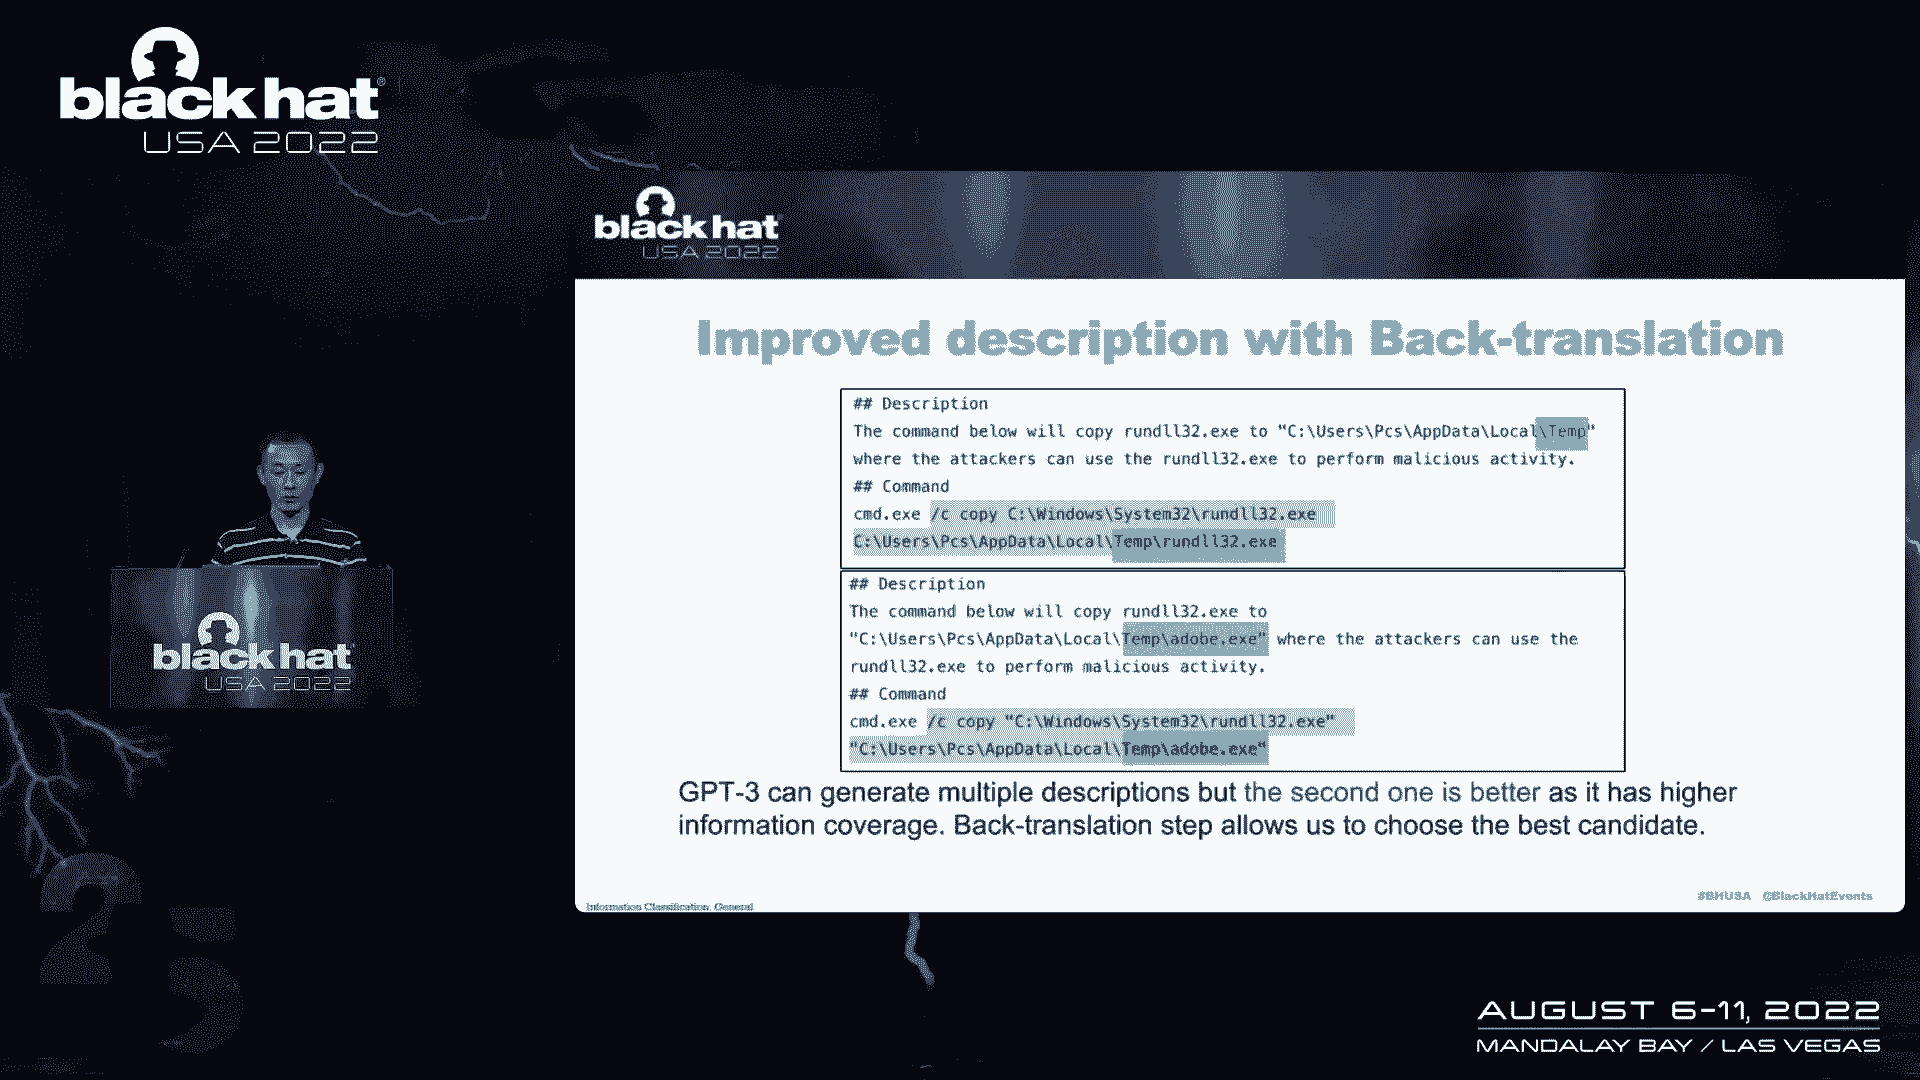 black hat®
USA 2022
black hat
USA 2022
Improved description with Back-translation
## Description
The command below will copy rundll32.exe to "C:\Users\Pcs\AppData\Local\Temp"
where the attackers can use the rundll32.exe to perform malicious activity.
## Command
cmd.exe /c copy C:\Windows\System32\rundll32.exe
C:\Users\Pcs\AppData\Local\Temp\rundll32.exe
## Description
The command below will copy rundll32.exe to
"C:\Users\Pcs\AppData\Local\Temp\adobe.exe" where the attackers can use the
rundll32.exe to perform malicious activity.
## Command
cmd.exe /c copy "C:\Windows\System32\rundll32.exe"
"C:\Users\Pcs\AppData\Local\Temp\adobe.exe"
GPT-3 can generate multiple descriptions but the second one is better as it has higher
information coverage. Back-translation step allows us to choose the best candidate.
Information Classification: General
#BHUSA @BlackHatEvents
black hat
USA 2022
25
AUGUST 6-11, 2022
MANDALAY BAY / LAS VEGAS